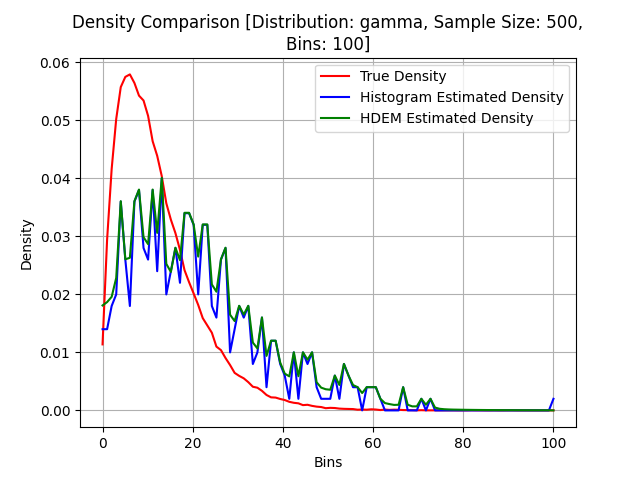 Density Comparison [Distribution: gamma, Sample Size: 500,
Bins: 100]
True Density
Histogram Estimated Density
HDEM Estimated Density
Density
0.06
0.05
0.04
0.03
0.02
0.01
0.00
0
20
40
60
80
100
Bins